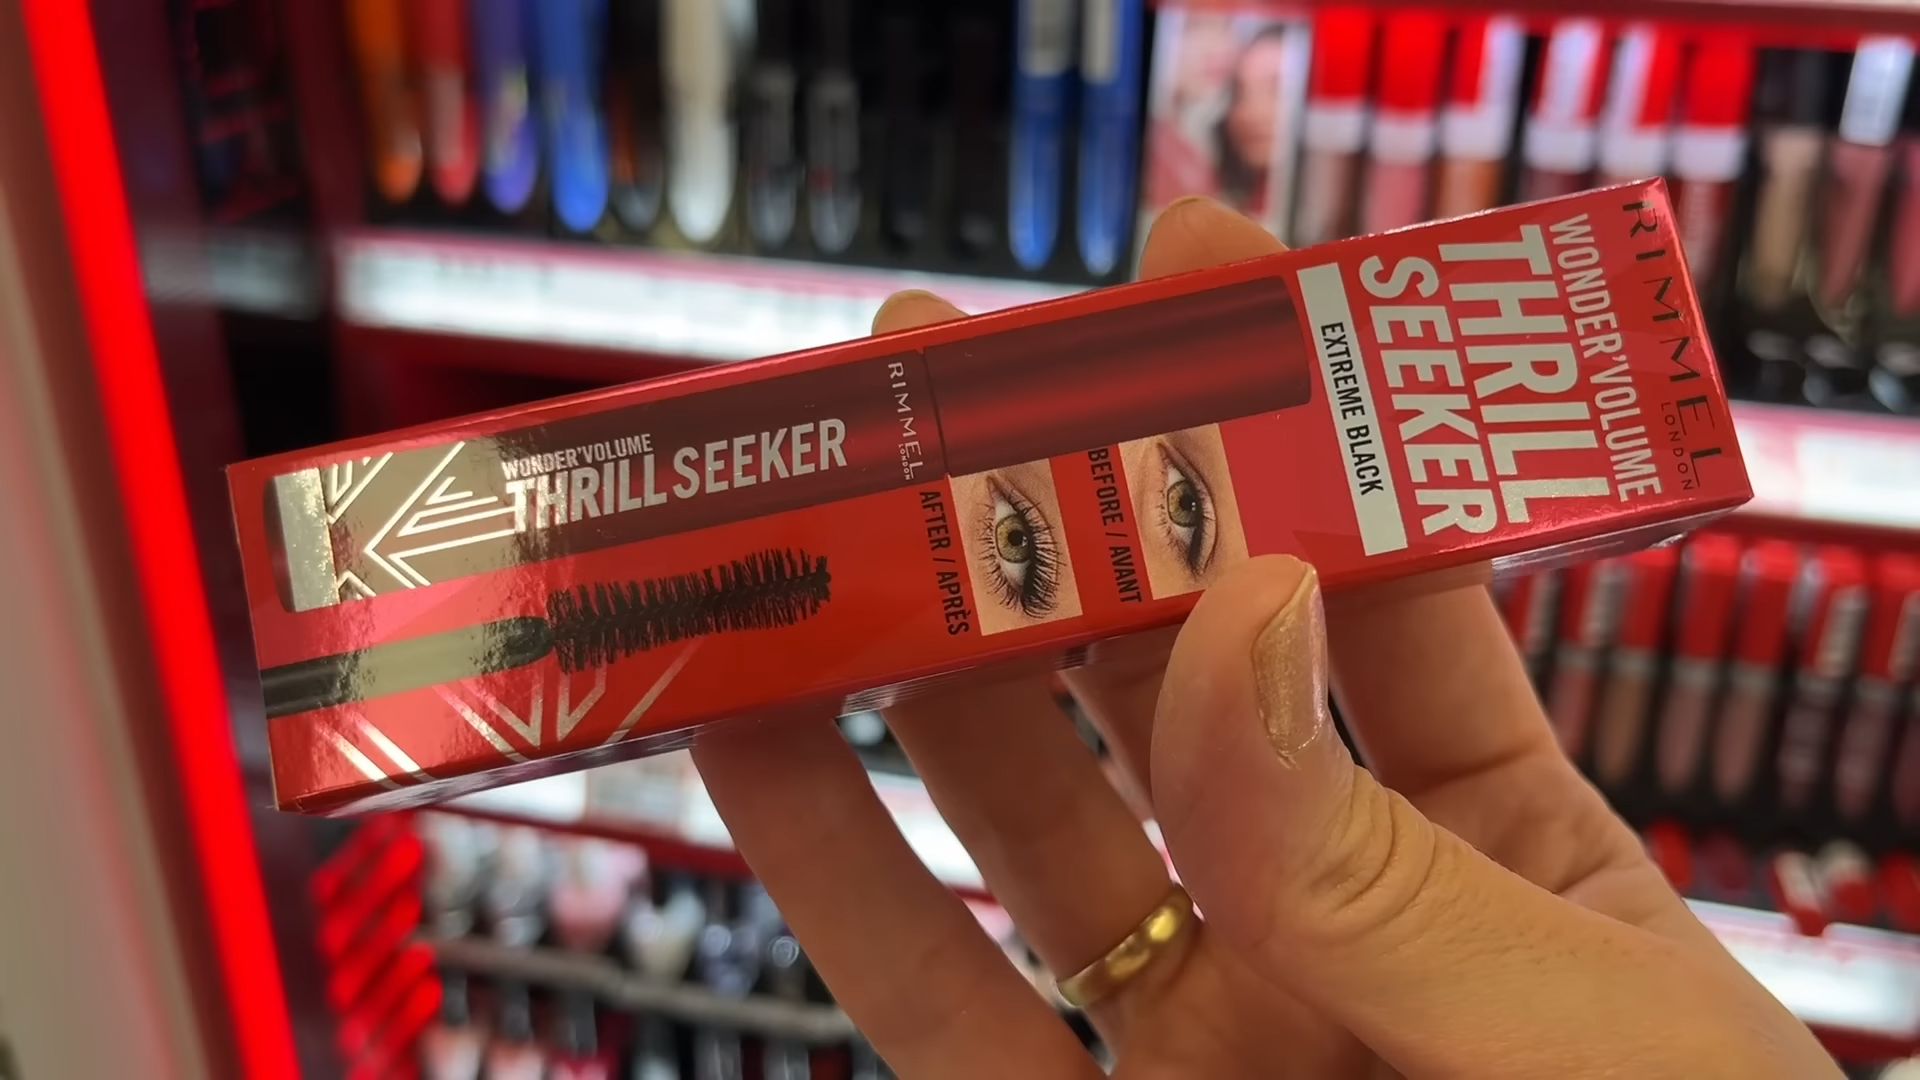 RIMMEL
LONDON
WONDER'VOLUME
THRILL
SEEKER
EXTREME BLACK
BEFORE / AVANT
AFTER / APRÈS
RIMMEL
LONDON
WONDER'VOLUME
THRILL SEEKER